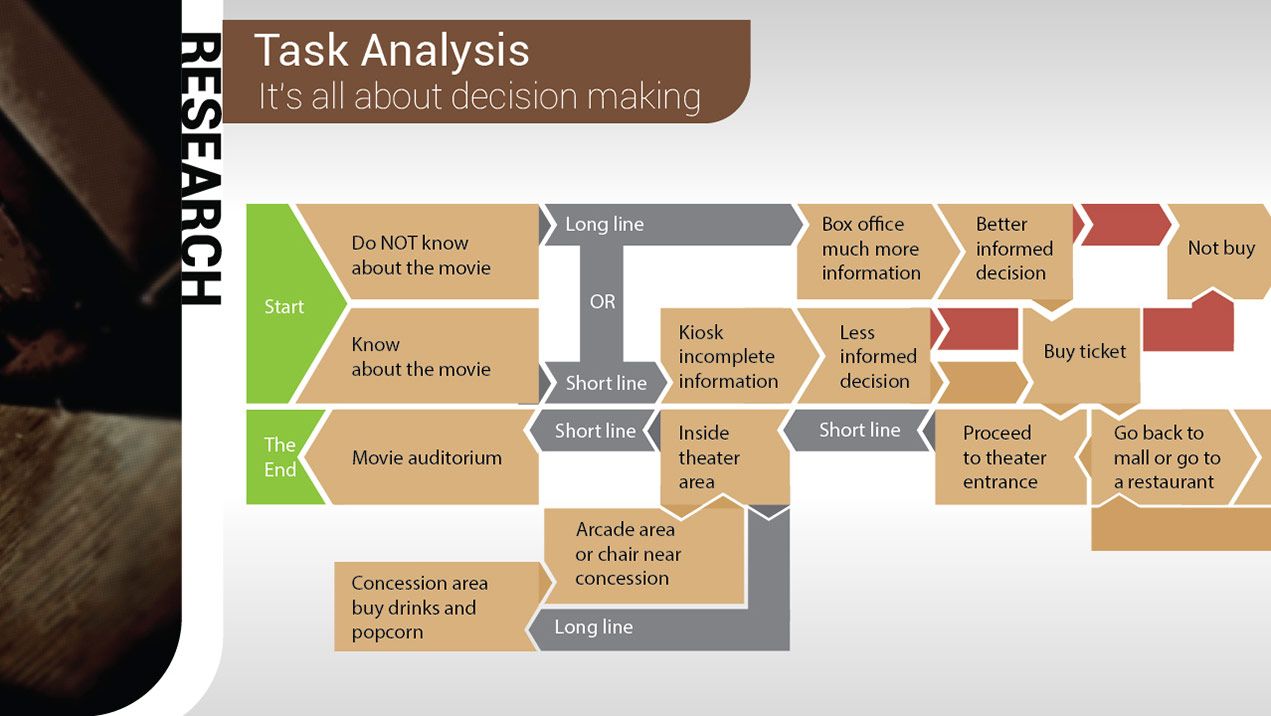 RESEARCH
Task Analysis
It's all about decision making
Start
Do NOT know
about the movie
Long line
Box office
much more
information
Better
informed
decision
Not buy
OR
Know
about the movie
Short line
Kiosk
incomplete
information
Less
informed
decision
Buy ticket
The
End
Movie auditorium
Short line
Inside
theater
area
Short line
Proceed
to theater
entrance
Go back to
mall or go to
a restaurant
Arcade area
or chair near
concession
Concession area
buy drinks and
popcorn
Long line